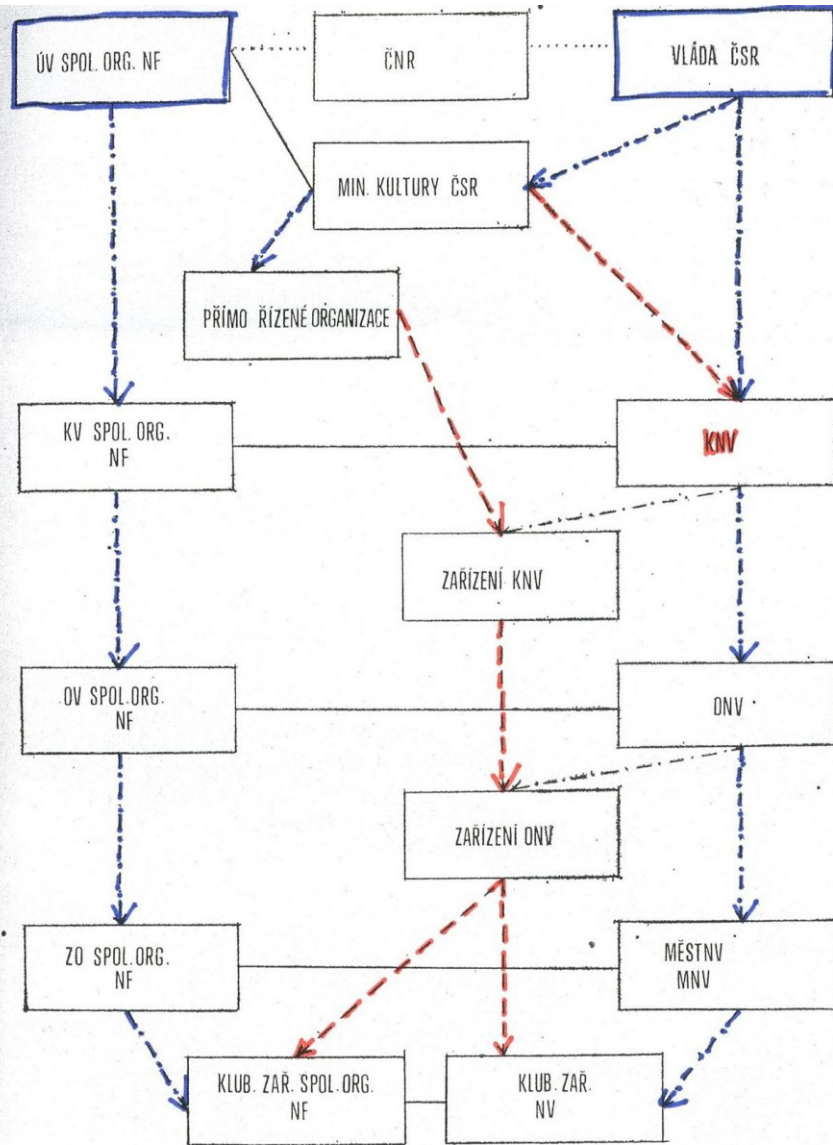 ÚV SPOL. ORG. NF
ČNR
VLÁDA ČSR
MIN. KULTURY ČSR
PŘÍMO ŘÍZENÉ ORGANIZACE
KV SPOL. ORG.
NF
KNV
ZAŘÍZENÍ KNV
OV SPOL.ORG.
NF
ONV
ZAŘÍZENÍ ONV
ZO SPOL.ORG.
NF
MĚSTNV
MNV
KLUB. ZAŘ. SPOL.ORG.
NF
KLUB. ZAŘ.
NV